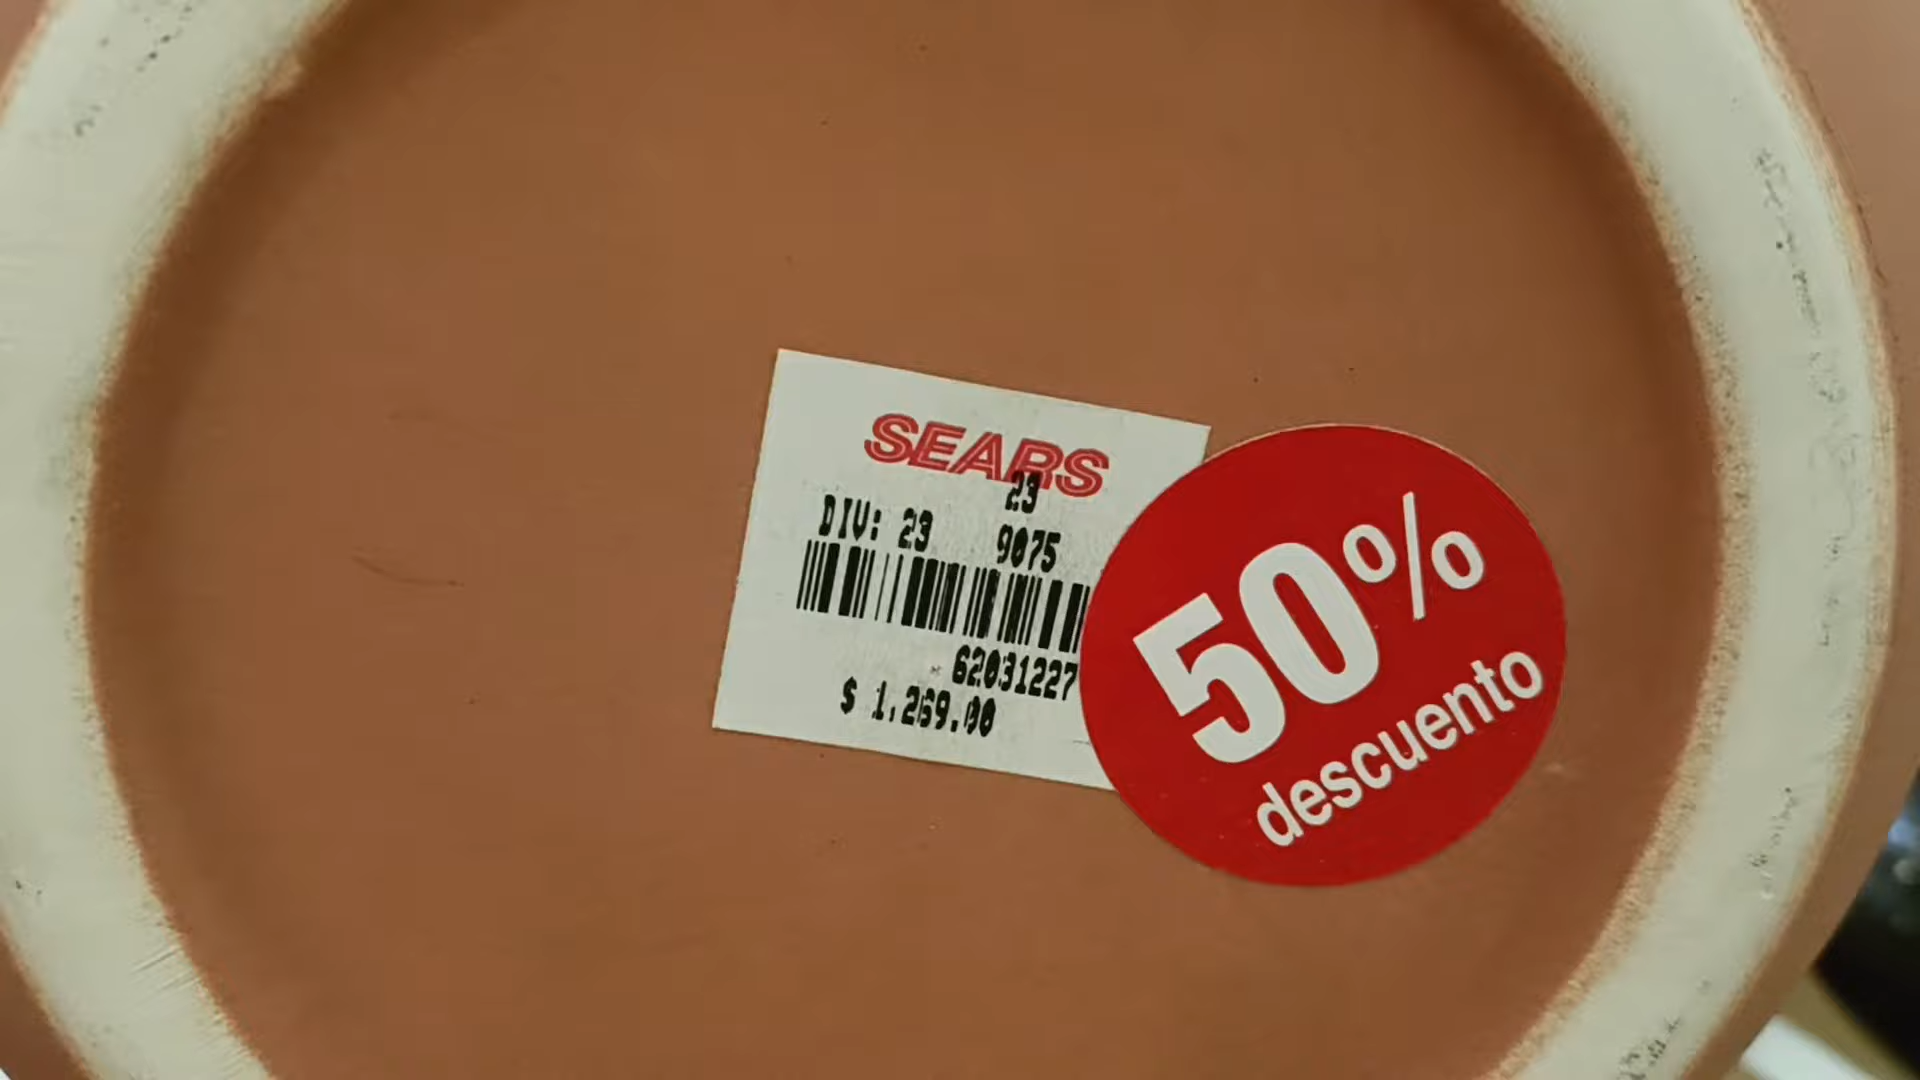 SEARS
23
DIV: 23 9075
62031227
$ 1,269.00
50%
descuento